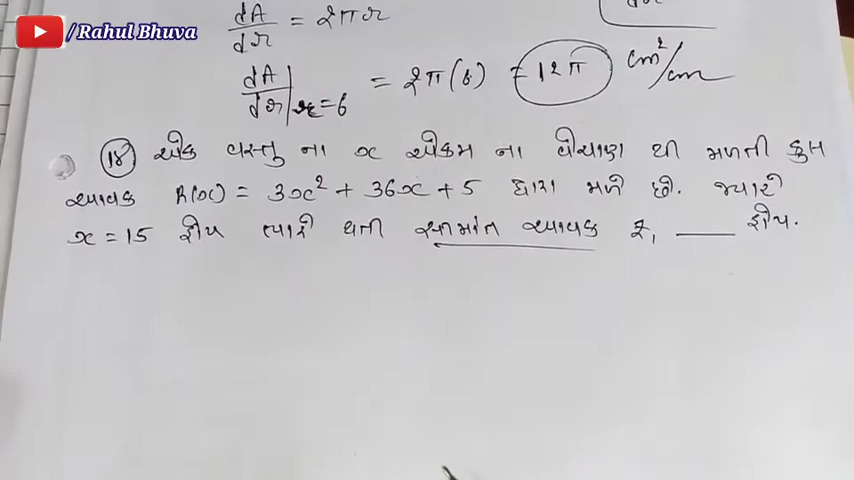 /Rahul Bhuva
dA/dr = 2πr
dA/dr | r=6 = 2π(6) = 12π cm²/cm
(18) એક વસ્તુ ના x એકમ ના વેચાણ થી મળતી કુલ
આવક R(x) = 3x² + 36x + 5 દ્વારા મળે છે. જ્યારે
x = 15 હોય ત્યારે થતી સીમાંત આવક રૂ, ____ હોય.